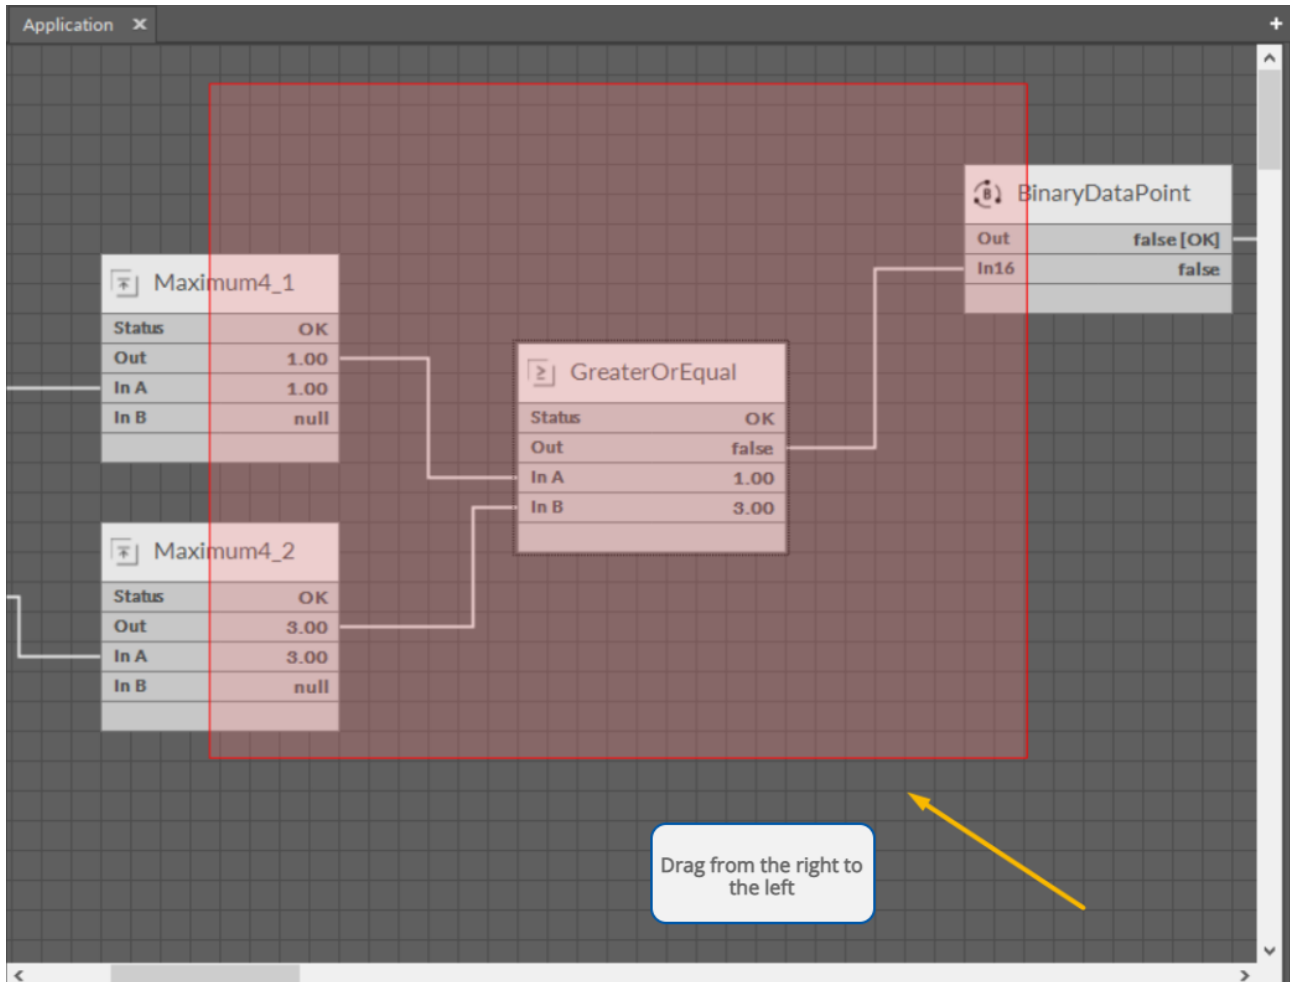 Application
BinaryDataPoint
Out false [OK]
In16 false
Maximum4_1
Status OK
Out 1.00
In A 1.00
In B null
GreaterOrEqual
Status OK
Out false
In A 1.00
In B 3.00
Maximum4_2
Status OK
Out 3.00
In A 3.00
In B null
Drag from the right to
the left